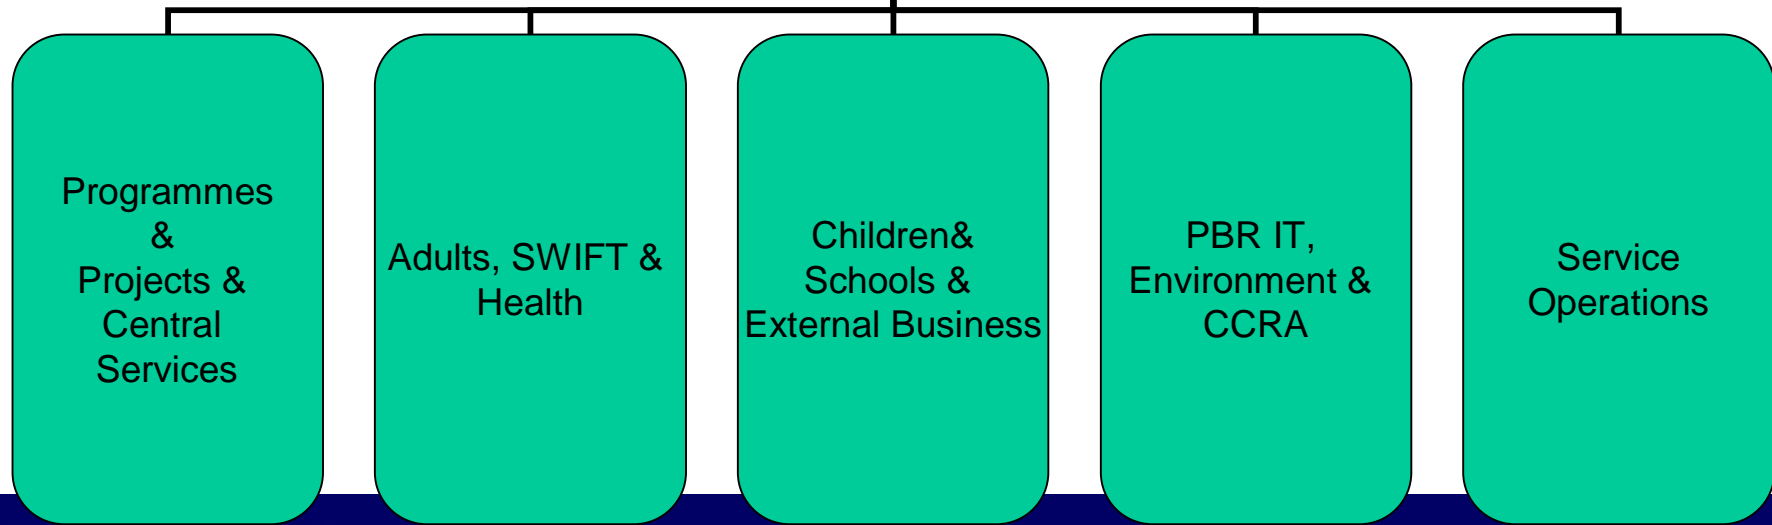 Programmes
&
Projects &
Central
Services
Adults, SWIFT &
Health
Children&
Schools &
External Business
PBR IT,
Environment &
CCRA
Service
Operations